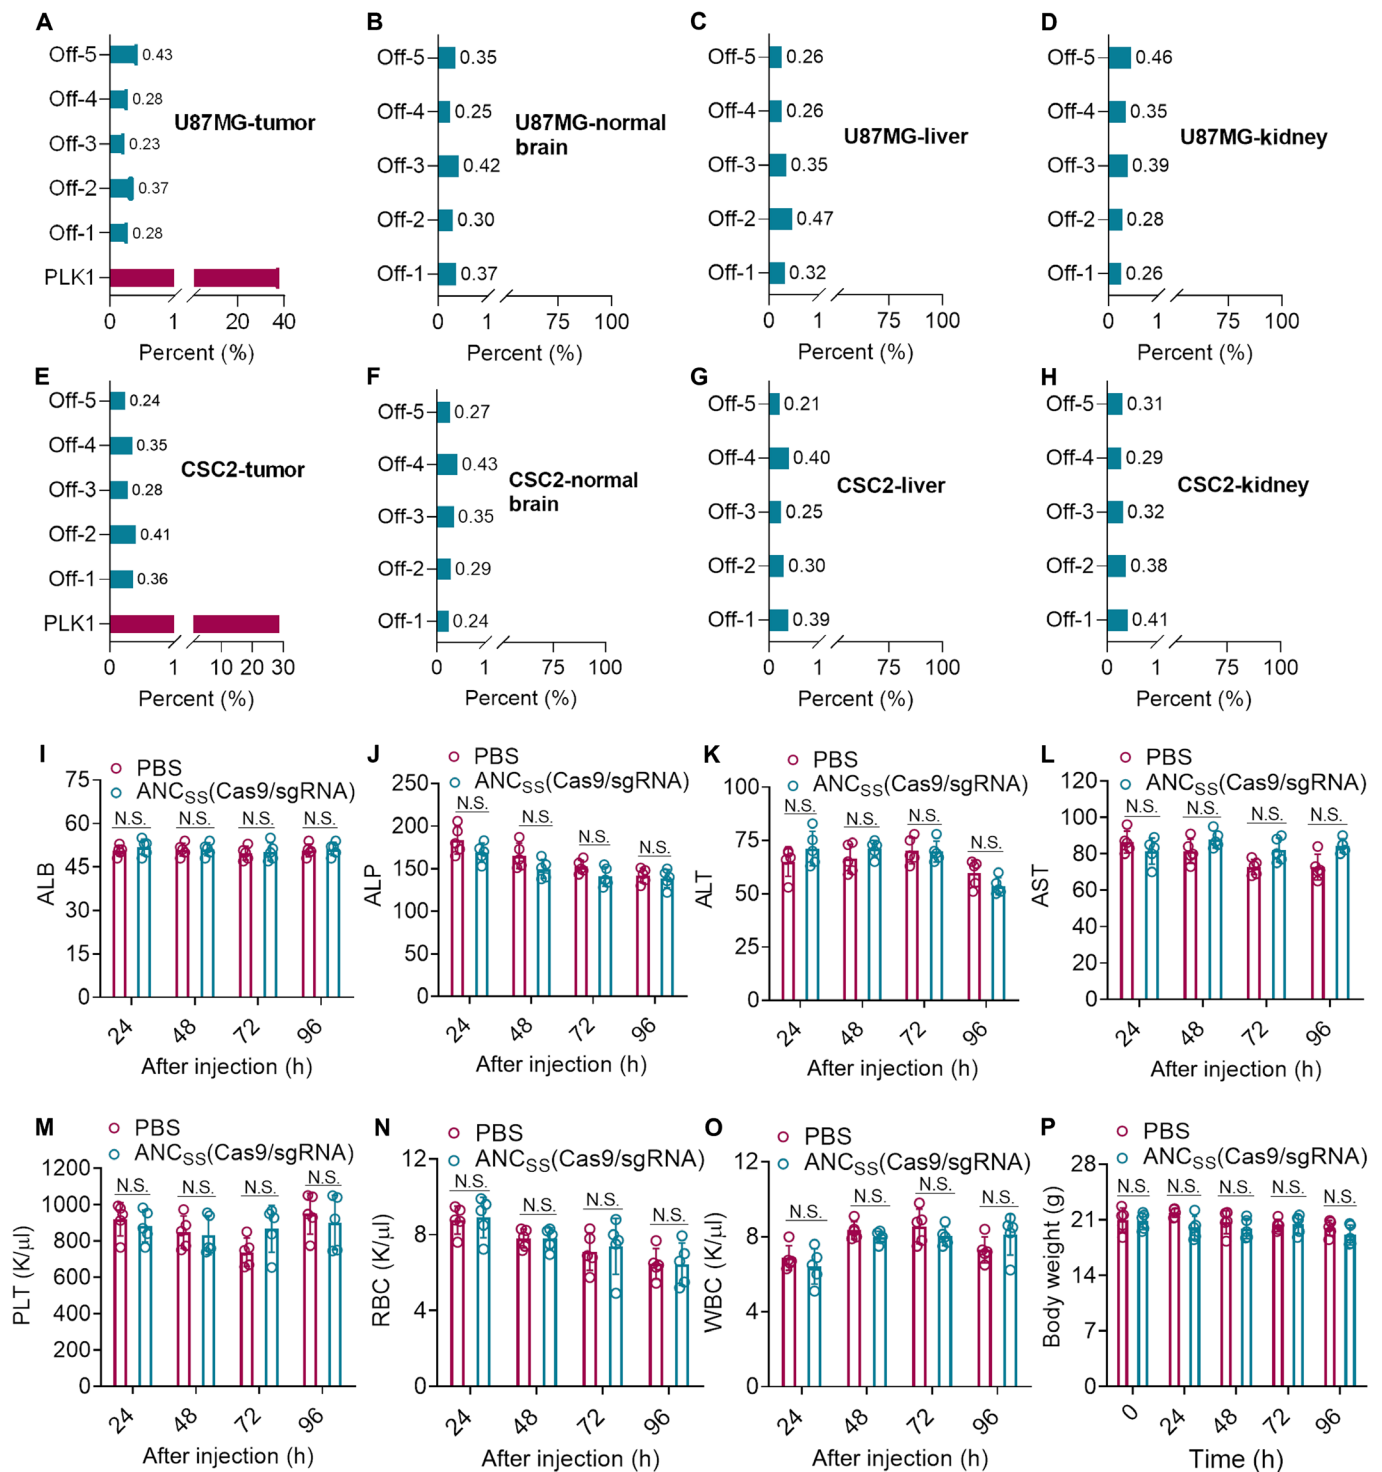 A
Off-5
0.43
Off-4
0.28
Off-3
0.23
Off-2
0.37
Off-1
0.28
PLK1
U87MG-tumor
0 1 20 40
Percent (%)
B
Off-5
0.35
Off-4
0.25
Off-3
0.42
Off-2
0.30
Off-1
0.37
U87MG-normal
brain
0 1 75 100
Percent (%)
C
Off-5
0.26
Off-4
0.26
Off-3
0.35
Off-2
0.47
Off-1
0.32
U87MG-liver
0 1 75 100
Percent (%)
D
Off-5
0.46
Off-4
0.35
Off-3
0.39
Off-2
0.28
Off-1
0.26
U87MG-kidney
0 1 75 100
Percent (%)
E
Off-5
0.24
Off-4
0.35
Off-3
0.28
Off-2
0.41
Off-1
0.36
PLK1
CSC2-tumor
0 1 10 20 30
Percent (%)
F
Off-5
0.27
Off-4
0.43
Off-3
0.35
Off-2
0.29
Off-1
0.24
CSC2-normal
brain
0 1 75 100
Percent (%)
G
Off-5
0.21
Off-4
0.40
Off-3
0.25
Off-2
0.30
Off-1
0.39
CSC2-liver
0 1 75 100
Percent (%)
H
Off-5
0.31
Off-4
0.29
Off-3
0.32
Off-2
0.38
Off-1
0.41
CSC2-kidney
0 1 75 100
Percent (%)
I
PBS
ANCSS(Cas9/sgRNA)
N.S. N.S. N.S. N.S.
75
60
45
30
15
0
ALB
24 48 72 96
After injection (h)
J
PBS
ANCSS(Cas9/sgRNA)
N.S. N.S. N.S. N.S.
250
200
150
100
50
0
ALP
24 48 72 96
After injection (h)
K
PBS
ANCSS(Cas9/sgRNA)
N.S. N.S. N.S. N.S.
100
75
50
25
0
ALT
24 48 72 96
After injection (h)
L
PBS
ANCSS(Cas9/sgRNA)
N.S. N.S. N.S. N.S.
120
100
80
60
40
20
0
AST
24 48 72 96
After injection (h)
M
PBS
ANCSS(Cas9/sgRNA)
N.S. N.S. N.S. N.S.
1200
1000
800
600
400
200
0
PLT (K/μl)
24 48 72 96
After injection (h)
N
PBS
ANCSS(Cas9/sgRNA)
N.S. N.S. N.S. N.S.
12
8
4
0
RBC (K/μl)
24 48 72 96
After injection (h)
O
PBS
ANCSS(Cas9/sgRNA)
N.S. N.S. N.S. N.S.
12
8
4
0
WBC (K/μl)
24 48 72 96
After injection (h)
P
PBS
ANCSS(Cas9/sgRNA)
N.S. N.S. N.S. N.S. N.S.
28
21
14
7
0
Body weight (g)
0 24 48 72 96
Time (h)